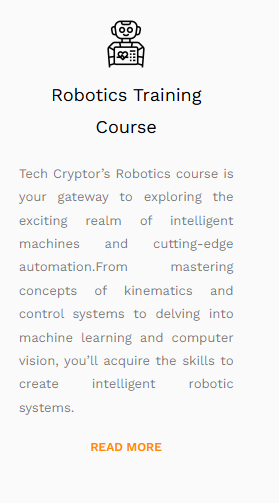 Robotics Training
Course
Tech Cryptor’s Robotics course is
your gateway to exploring the
exciting realm of intelligent
machines and cutting-edge
automation.From mastering
concepts of kinematics and
control systems to delving into
machine learning and computer
vision, you’ll acquire the skills to
create intelligent robotic
systems.
READ MORE